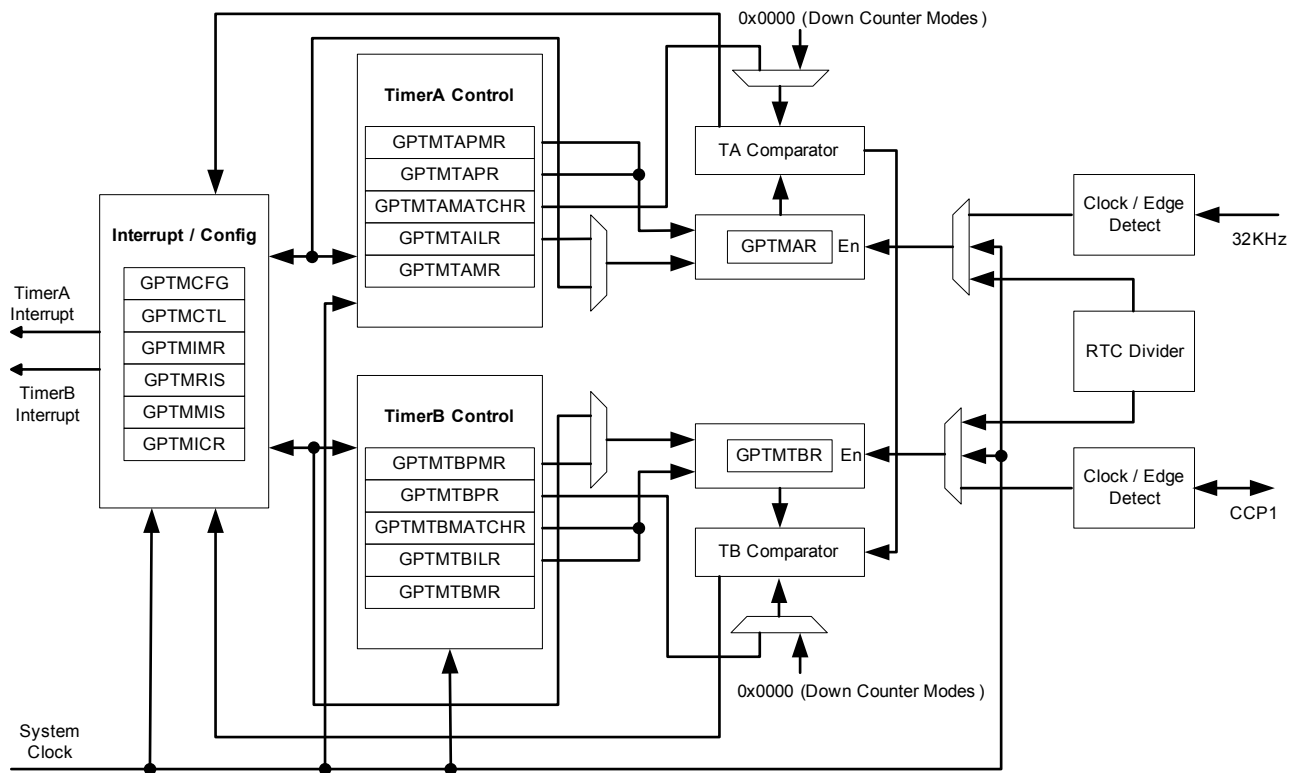 0x0000 (Down Counter Modes)
TimerA Control
GPTMTAPMR
GPTMTAPR
GPTMTAMATCHR
GPTMTAILR
GPTMTAMR
TA Comparator
GPTMAR
En
Clock / Edge
Detect
32KHz
Interrupt / Config
GPTMCFG
GPTMCTL
GPTMIMR
GPTMRIS
GPTMMIS
GPTMICR
TimerA
Interrupt
TimerB
Interrupt
RTC Divider
TimerB Control
GPTMTBPMR
GPTMTBPR
GPTMTBMATCHR
GPTMTBILR
GPTMTBMR
GPTMTBR
En
TB Comparator
Clock / Edge
Detect
CCP1
0x0000 (Down Counter Modes)
System
Clock